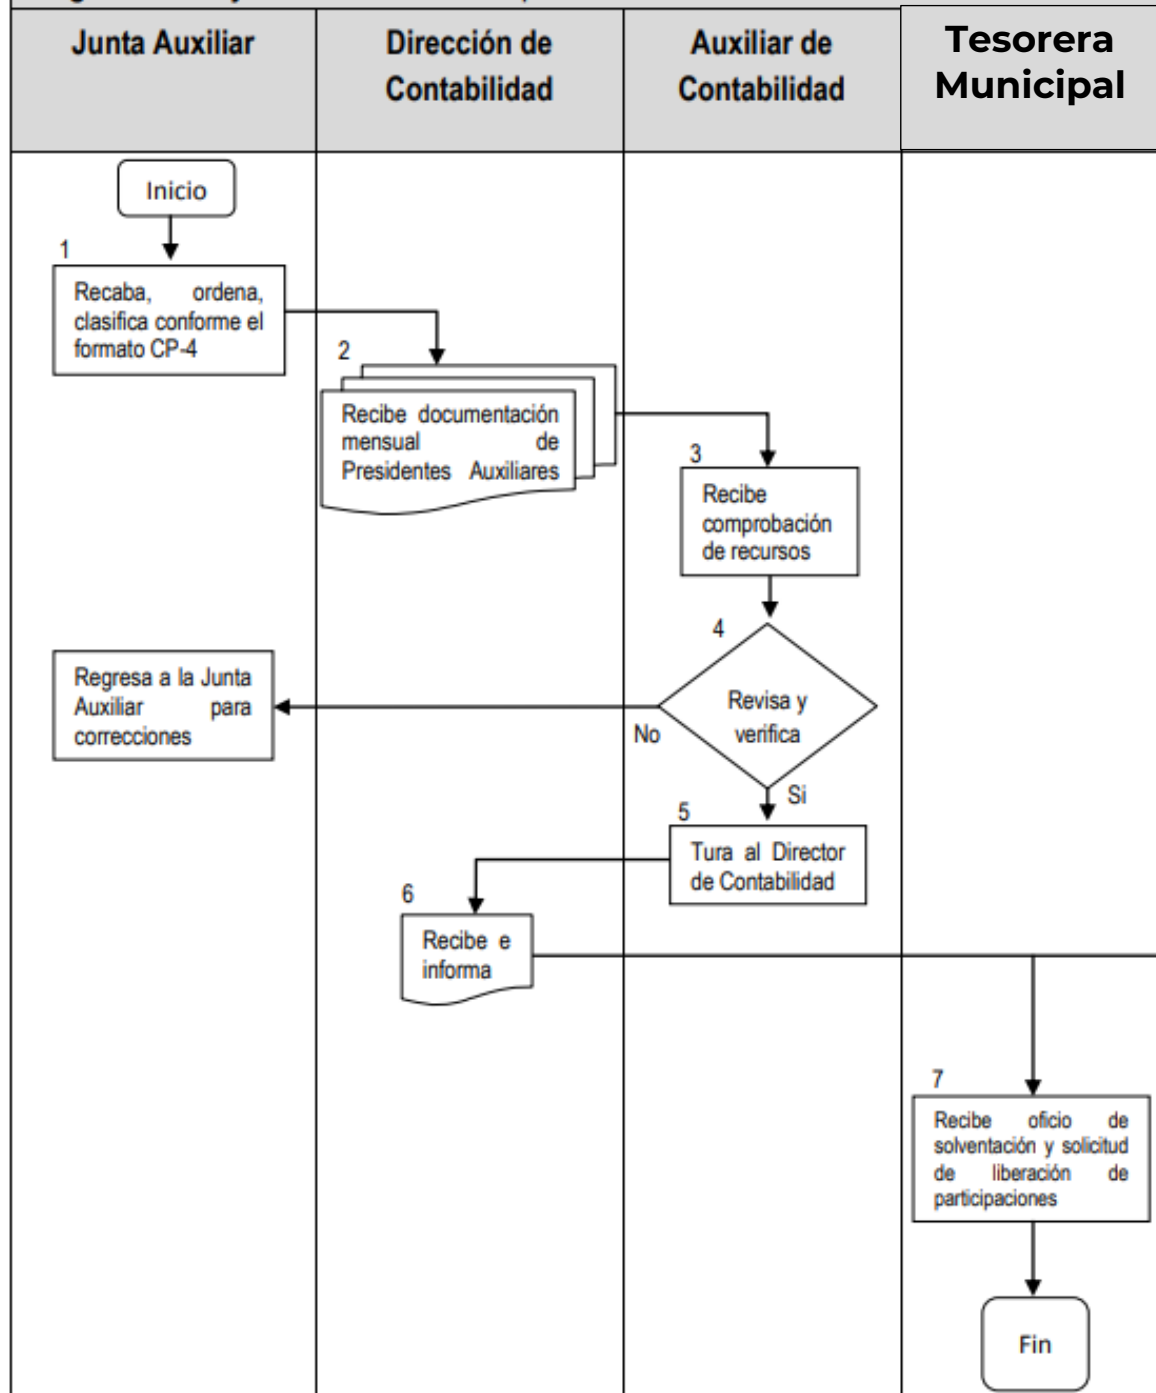 Junta Auxiliar
Dirección de
Contabilidad
Auxiliar de
Contabilidad
Tesorera
Municipal
Inicio
1
Recaba, ordena,
clasifica conforme el
formato CP-4
2
Recibe documentación
mensual de
Presidentes Auxiliares
3
Recibe
comprobación
de recursos
4
Revisa y
verifica
No
Si
Regresa a la Junta
Auxiliar para
correcciones
5
Tura al Director
de Contabilidad
6
Recibe e
informa
7
Recibe oficio de
solventación y solicitud
de liberación de
participaciones
Fin